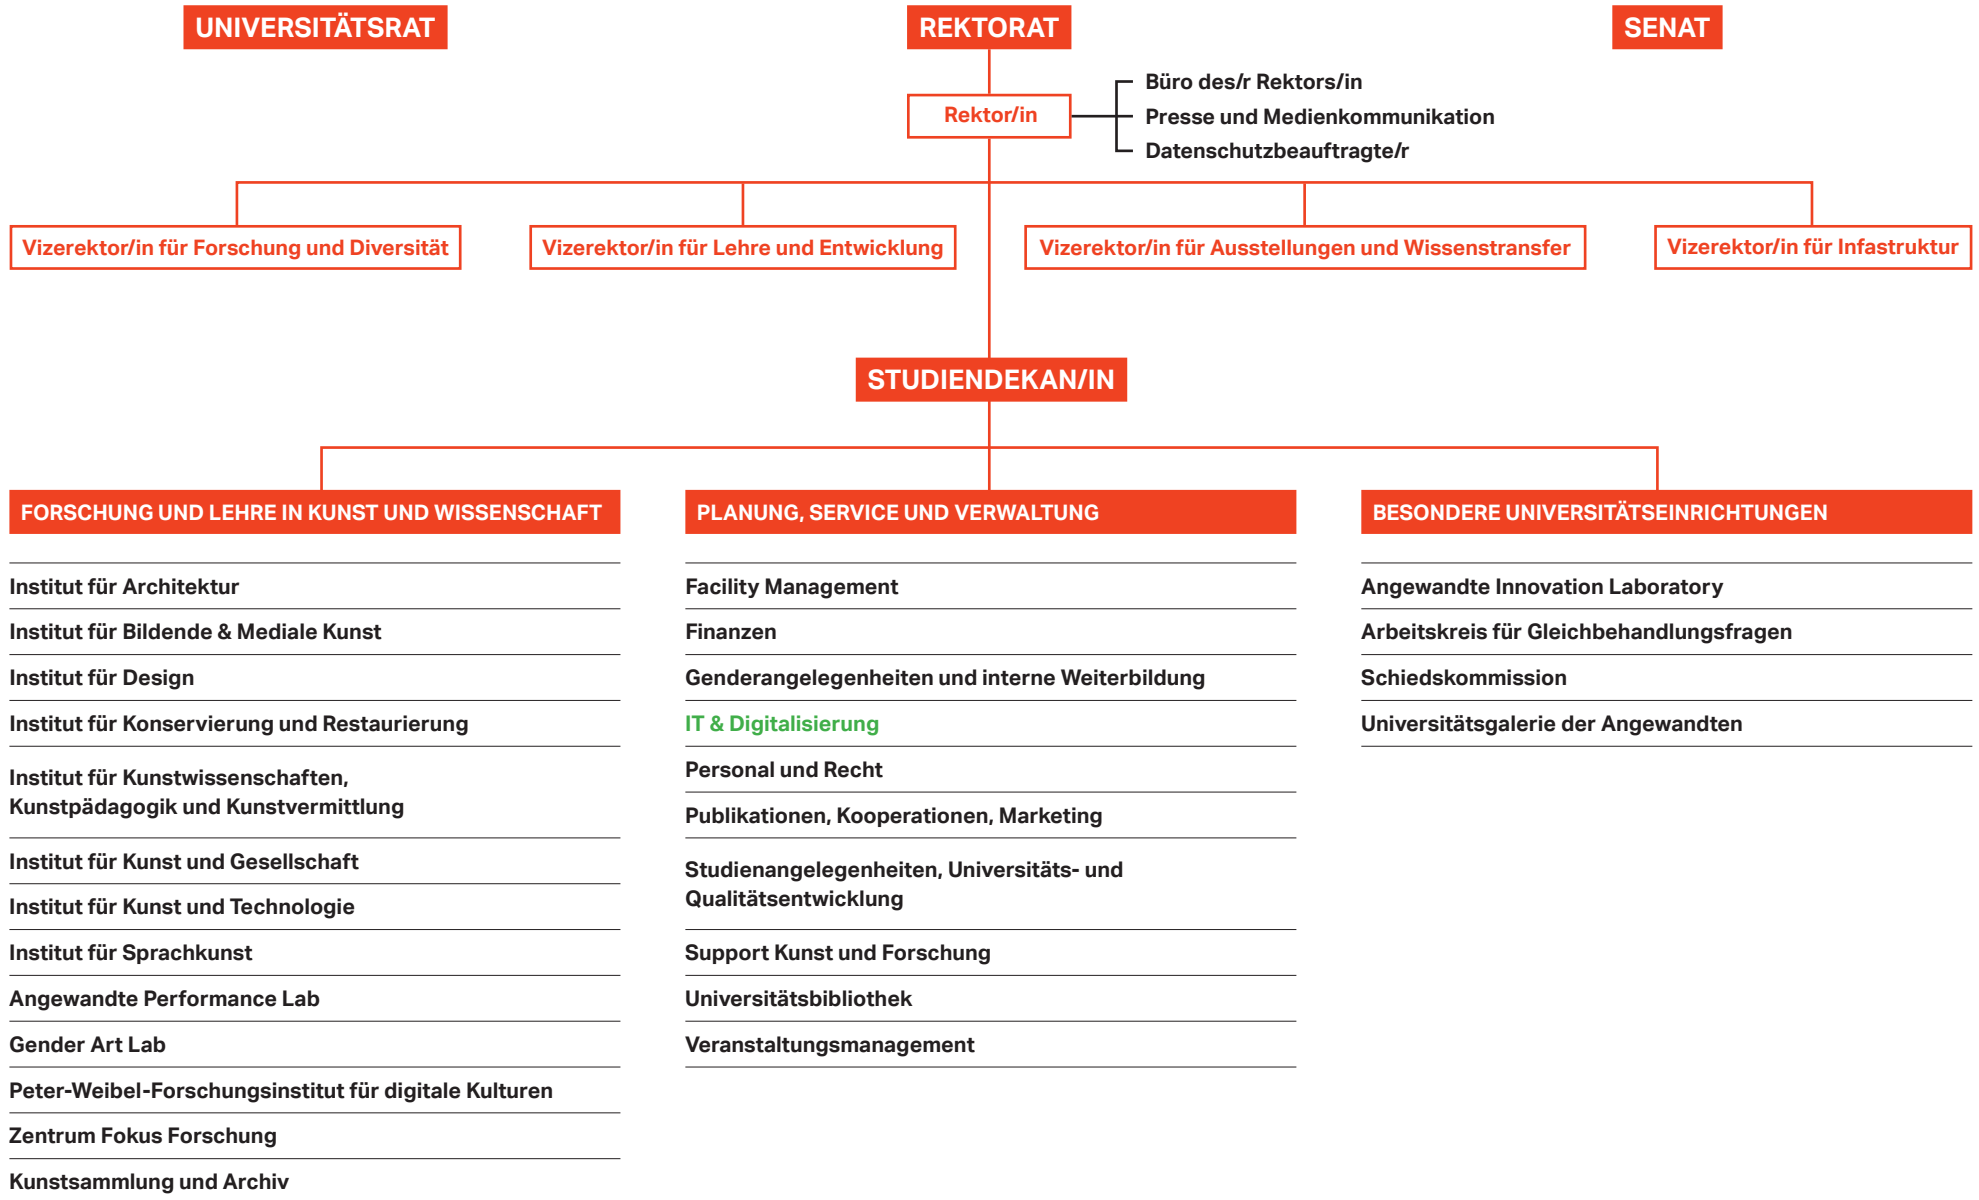 UNIVERSITÄTSRAT
REKTORAT
SENAT
Rektor/in
Büro des/r Rektors/in
Presse und Medienkommunikation
Datenschutzbeauftragte/r
Vizerektor/in für Forschung und Diversität
Vizerektor/in für Lehre und Entwicklung
Vizerektor/in für Ausstellungen und Wissenstransfer
Vizerektor/in für Infastruktur
STUDIENDEKAN/IN
FORSCHUNG UND LEHRE IN KUNST UND WISSENSCHAFT
Institut für Architektur
Institut für Bildende & Mediale Kunst
Institut für Design
Institut für Konservierung und Restaurierung
Institut für Kunstwissenschaften,
Kunstpädagogik und Kunstvermittlung
Institut für Kunst und Gesellschaft
Institut für Kunst und Technologie
Institut für Sprachkunst
Angewandte Performance Lab
Gender Art Lab
Peter-Weibel-Forschungsinstitut für digitale Kulturen
Zentrum Fokus Forschung
Kunstsammlung und Archiv
PLANUNG, SERVICE UND VERWALTUNG
Facility Management
Finanzen
Genderangelegenheiten und interne Weiterbildung
IT & Digitalisierung
Personal und Recht
Publikationen, Kooperationen, Marketing
Studienangelegenheiten, Universitäts- und
Qualitätsentwicklung
Support Kunst und Forschung
Universitätsbibliothek
Veranstaltungsmanagement
BESONDERE UNIVERSITÄTSEINRICHTUNGEN
Angewandte Innovation Laboratory
Arbeitskreis für Gleichbehandlungsfragen
Schiedskommission
Universitätsgalerie der Angewandten